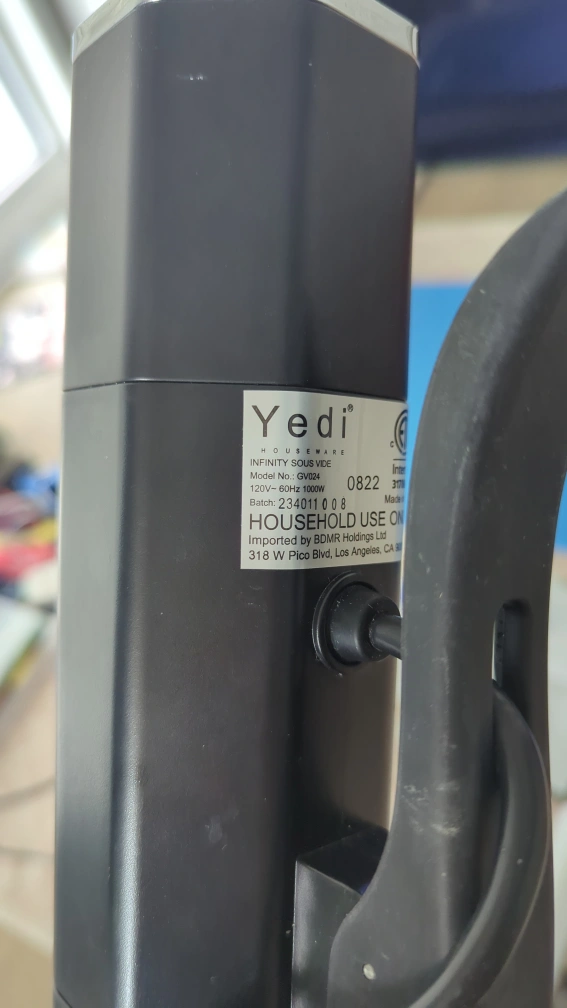 Yedi®
HOUSEWARE
INFINITY SOUS VIDE
Model No.: GV024
120V~ 60Hz 1000W
0822
Batch: 234011008
Made
HOUSEHOLD USE
Imported by BDMR Holdings Ltd
318 W Pico Blvd, Los Angeles, CA